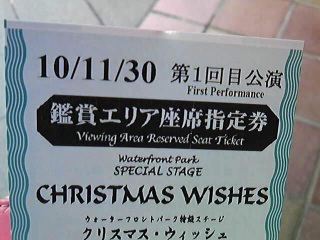 10/11/30 第1回目公演
First Performance
鑑賞エリア座席指定券
Viewing Area Reserved Seat Ticket
Waterfront Park
SPECIAL STAGE
CHRISTMAS WISHES
ウォーターフロントパーク特設ステージ
クリスマス・ウィッシュ